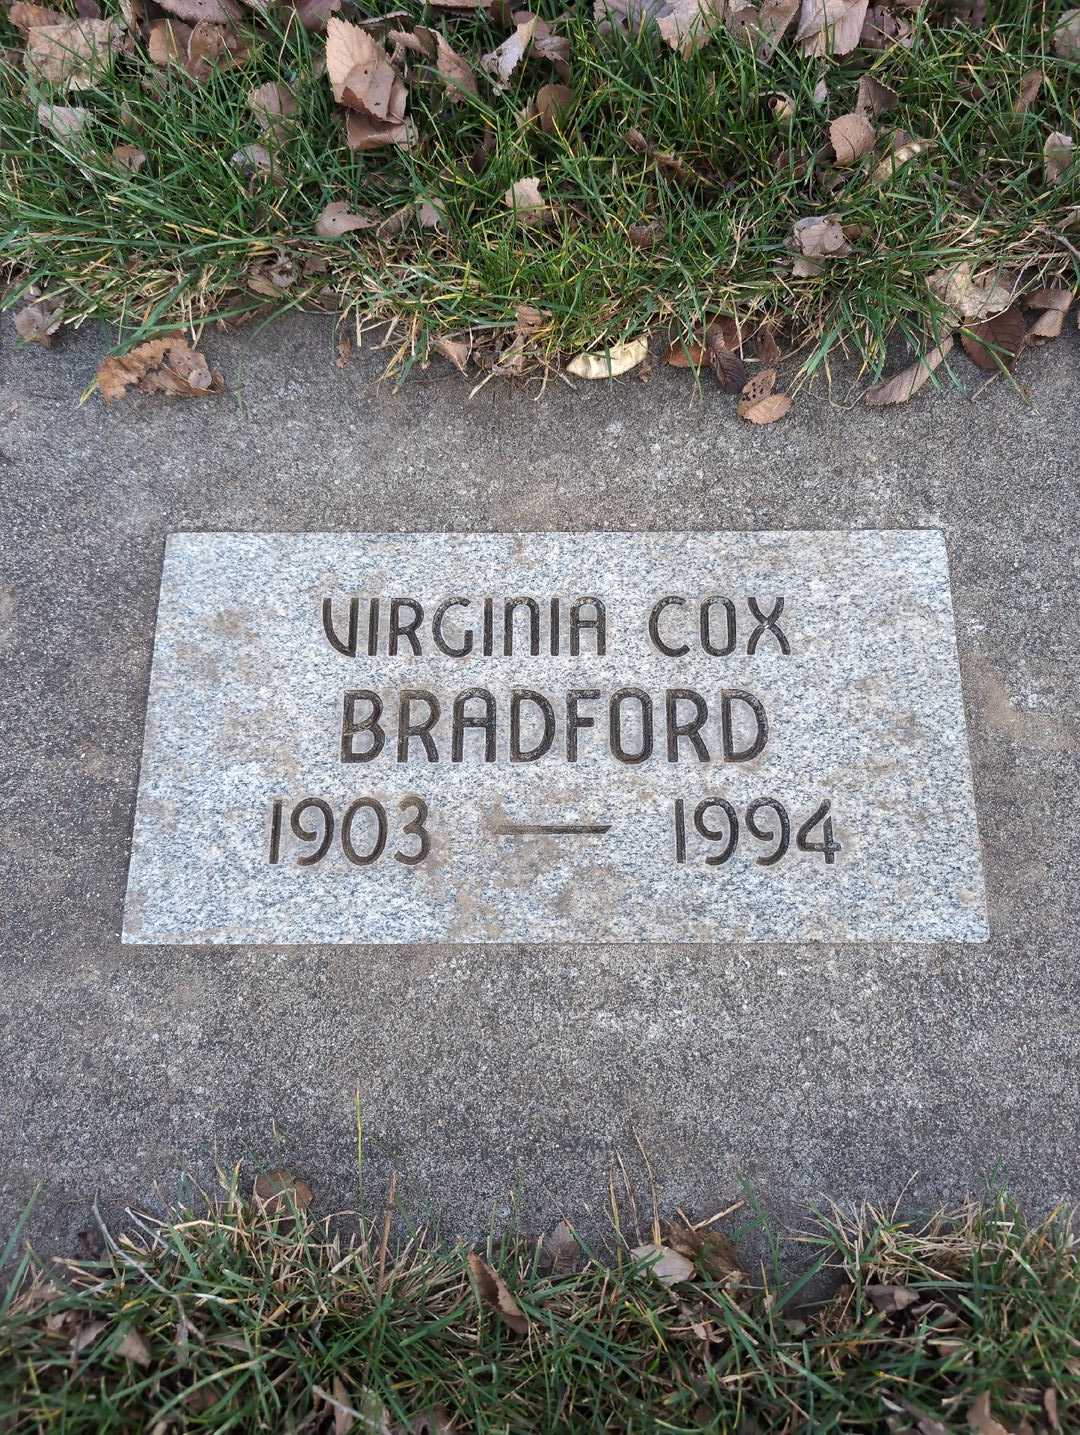 VIRGINIA COX
BRADFORD
1903 — 1994